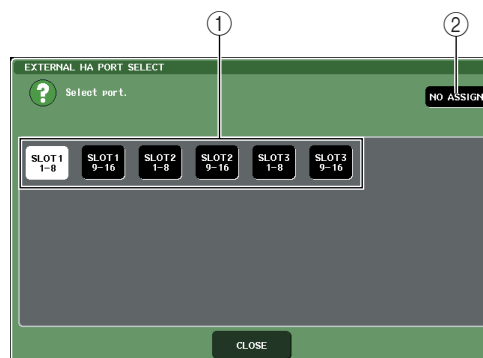 1
2
EXTERNAL HA PORT SELECT
?
Select port.
NO ASSIGN
SLOT1
1-8
SLOT1
9-16
SLOT2
1-8
SLOT2
9-16
SLOT3
1-8
SLOT3
9-16
CLOSE